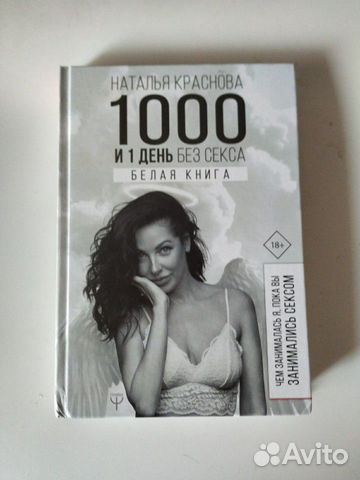 НАТАЛЬЯ КРАСНОВА
1000
И 1 ДЕНЬ БЕЗ СЕКСА
БЕЛАЯ КНИГА
18+
ЧЕМ ЗАНИМАЛАСЬ Я, ПОКА ВЫ
ЗАНИМАЛИСЬ СЕКСОМ
Avito